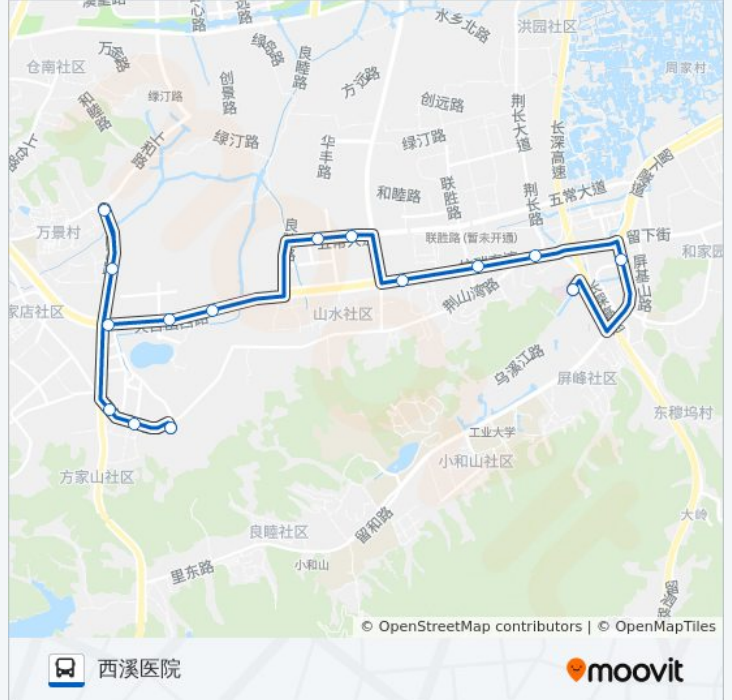 水乡北路
洪园社区
仓南社区
良睦路
周家村
方远路
创景路
绿汀路
创远路
荆长大道
和睦路
长深高速
上和路
绿汀路
绿汀路
华丰路
五常大道
和睦路
联胜路
荆长路
万景村
联胜路 (暂未开通)
留下街
和家园
屏基山路
荆山湾路
山水社区
家店社区
乌溪江路
屏峰社区
东穆坞村
工业大学
小和山社区
方家山社区
大岭
良睦社区
留和路
小和山
里东路
© OpenStreetMap contributors | © OpenMapTiles
西溪医院
moovit